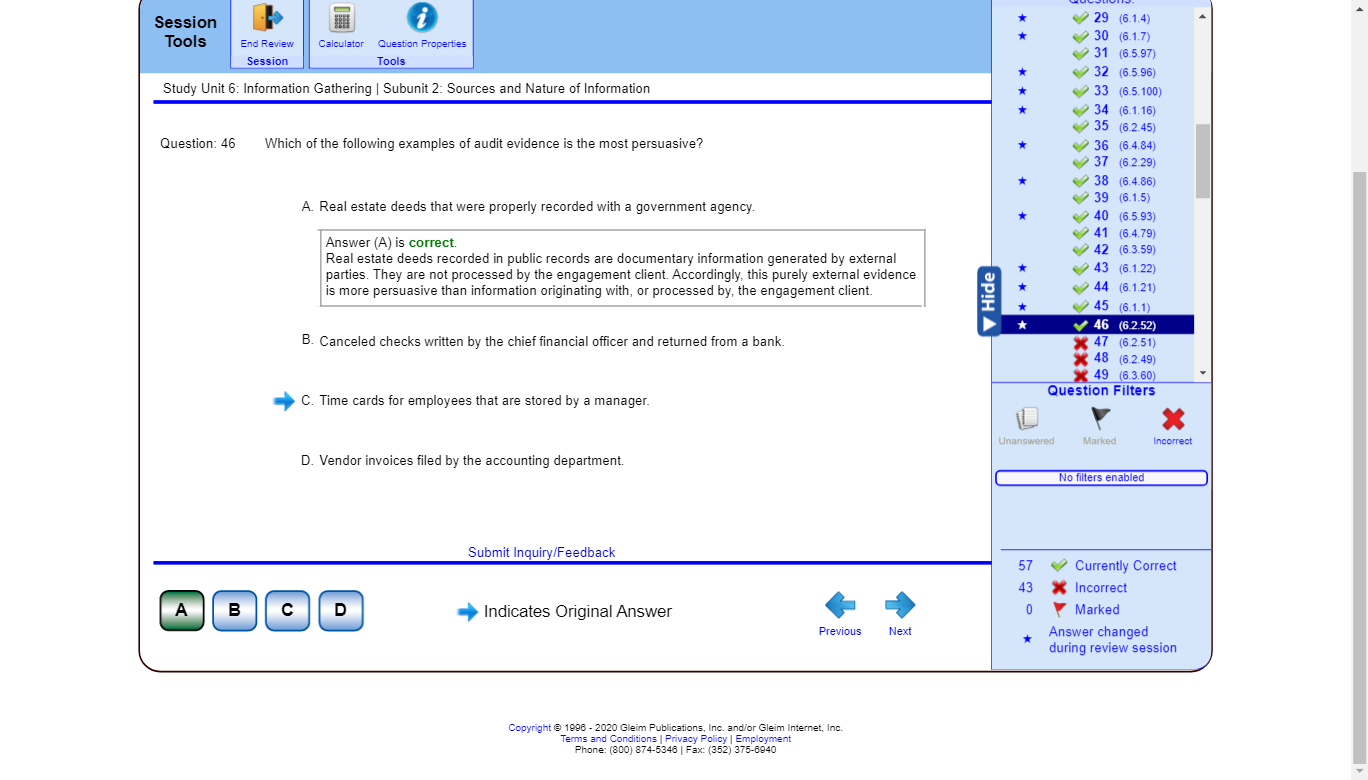 Session
Tools
End Review
Session
Calculator
Question Properties
Tools
Study Unit 6: Information Gathering | Subunit 2: Sources and Nature of Information
Question: 46
Which of the following examples of audit evidence is the most persuasive?
A. Real estate deeds that were properly recorded with a government agency.
Answer (A) is correct.
Real estate deeds recorded in public records are documentary information generated by external
parties. They are not processed by the engagement client. Accordingly, this purely external evidence
is more persuasive than information originating with, or processed by, the engagement client.
B. Canceled checks written by the chief financial officer and returned from a bank.
C. Time cards for employees that are stored by a manager.
D. Vendor invoices filed by the accounting department.
Submit Inquiry/Feedback
A
B
C
D
Indicates Original Answer
Previous
Next
Questions:
29 (6.1.4)
30 (6.1.7)
31 (6.5.97)
32 (6.5.96)
33 (6.5.100)
34 (6.1.16)
35 (6.2.45)
36 (6.4.84)
37 (6.2.29)
38 (6.4.86)
39 (6.1.5)
40 (6.5.93)
41 (6.4.79)
42 (6.3.59)
43 (6.1.22)
44 (6.1.21)
45 (6.1.1)
46 (6.2.52)
47 (6.2.51)
48 (6.2.49)
49 (6.3.60)
Hide
Question Filters
Unanswered
Marked
Incorrect
No filters enabled
57 Currently Correct
43 Incorrect
0 Marked
Answer changed
during review session
Copyright © 1996 - 2020 Gleim Publications, Inc. and/or Gleim Internet, Inc.
Terms and Conditions | Privacy Policy | Employment
Phone: (800) 874-5346 | Fax: (352) 375-6940